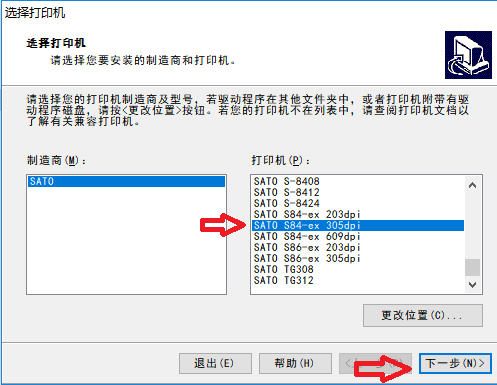 选择打印机
选择打印机
请选择您要安装的制造商和打印机。
请选择您的打印机制造商及型号，若驱动程序在其他文件夹中，或者打印机附带有驱
动程序磁盘，请按<更改位置>按钮。若您的打印机不在列表中，请查阅打印机文档以
了解有关兼容打印机。
制造商(M)：
SATO
打印机(P)：
SATO S-8408
SATO S-8412
SATO S-8424
SATO S84-ex 203dpi
SATO S84-ex 305dpi
SATO S84-ex 609dpi
SATO S86-ex 203dpi
SATO S86-ex 305dpi
SATO TG308
SATO TG312
更改位置(C)...
退出(E)
帮助(H)
下一步(N)>